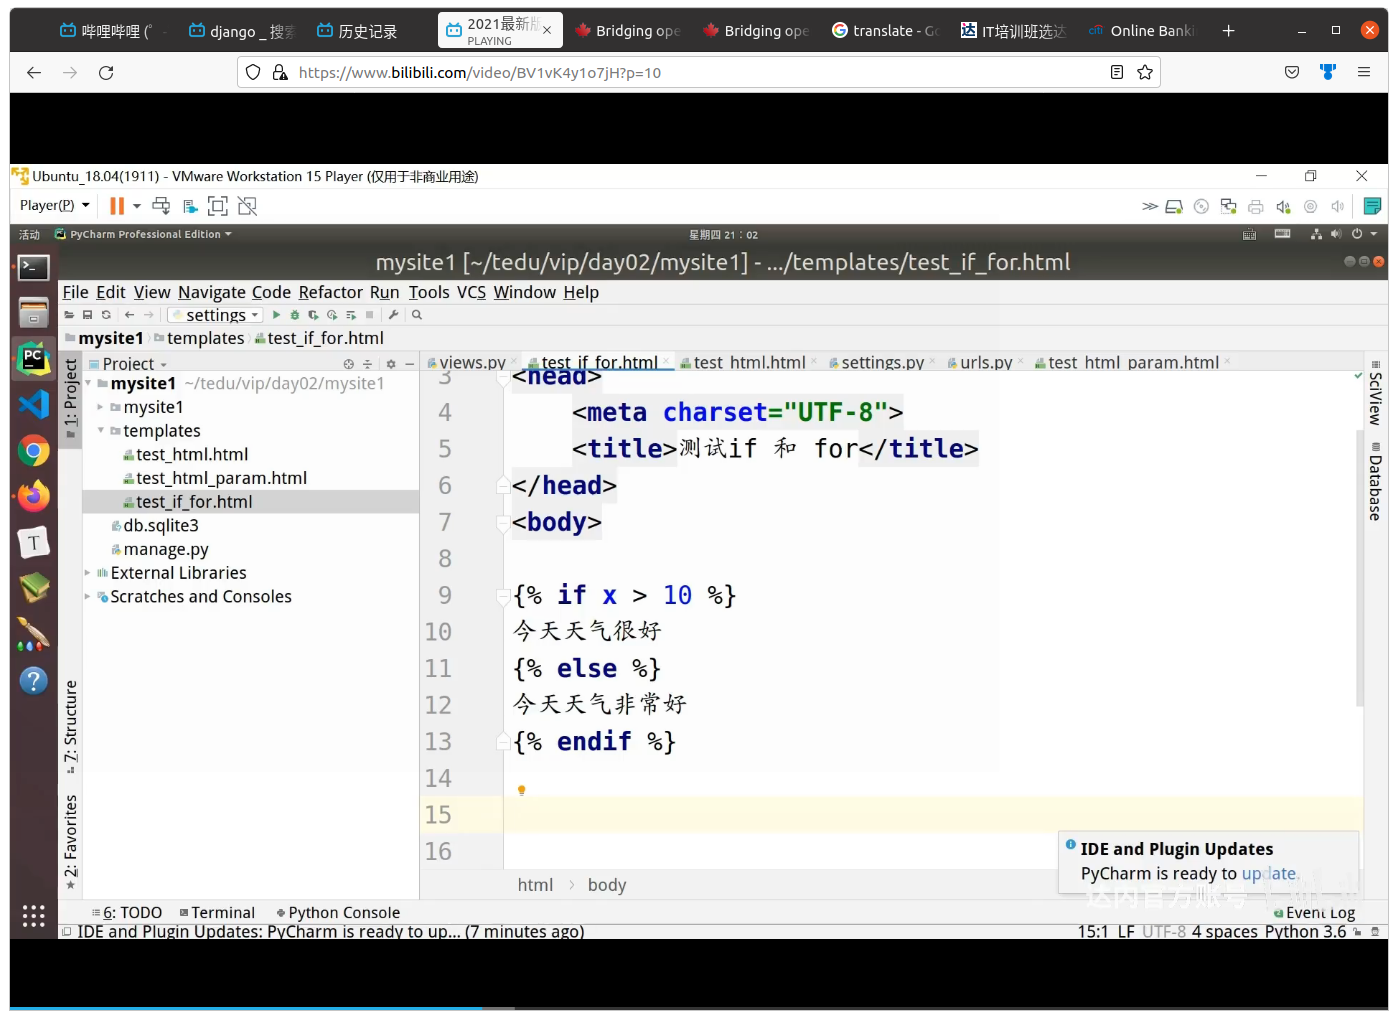 哔哩哔哩 (゜
django _ 搜索
历史记录
2021最新版
PLAYING
Bridging ope
Bridging ope
translate - Go
IT培训班选达
Online Banki
https://www.bilibili.com/video/BV1vK4y1o7jH?p=10
Ubuntu_18.04(1911) - VMware Workstation 15 Player (仅用于非商业用途)
Player(P)
活动 PyCharm Professional Edition 星期四 21：02
mysite1 [~/tedu/vip/day02/mysite1] - .../templates/test_if_for.html
File Edit View Navigate Code Refactor Run Tools VCS Window Help
settings
mysite1 templates test_if_for.html
Project
views.py test_if_for.html test_html.html settings.py urls.py test_html_param.html
1: Project
mysite1 ~/tedu/vip/day02/mysite1
mysite1
templates
test_html.html
test_html_param.html
test_if_for.html
db.sqlite3
manage.py
External Libraries
Scratches and Consoles
7: Structure
2: Favorites
3 <head>
4 <meta charset="UTF-8">
5 <title>测试if 和 for</title>
6 </head>
7 <body>
8
9 {% if x > 10 %}
10 今天天气很好
11 {% else %}
12 今天天气非常好
13 {% endif %}
14
15
16
html > body
SciView
Database
IDE and Plugin Updates
PyCharm is ready to update.
达内官方账号
6: TODO Terminal Python Console Event Log
IDE and Plugin Updates: PyCharm is ready to up... (7 minutes ago) 15:1 LF UTF-8 4 spaces Python 3.6